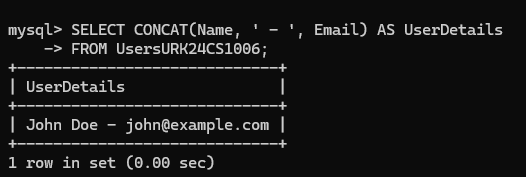 mysql> SELECT CONCAT(Name, ' - ', Email) AS UserDetails
    -> FROM UsersURK24CS1006;
+----------------------------+
| UserDetails                |
+----------------------------+
| John Doe - john@example.com |
+----------------------------+
1 row in set (0.00 sec)